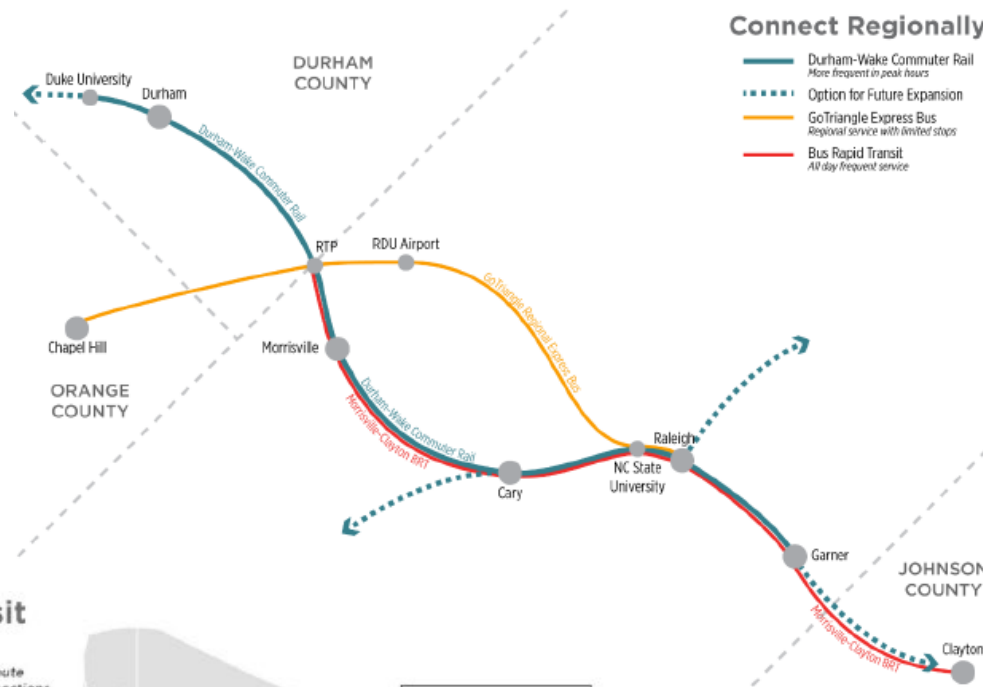 Connect Regionally
Durham-Wake Commuter Rail
More frequent in peak hours
Option for Future Expansion
GoTriangle Express Bus
Regional service with limited stops
Bus Rapid Transit
All day frequent service
DURHAM
COUNTY
Duke University
Durham
Durham-Wake Commuter Rail
RTP
RDU Airport
GoTriangle Regional Express Bus
Chapel Hill
Morrisville
ORANGE
COUNTY
Durham-Wake Commuter Rail
Morrisville-Clayton BRT
Raleigh
NC State
University
Cary
Garner
JOHNSON
COUNTY
Morrisville-Clayton BRT
Clayton
sit
ute